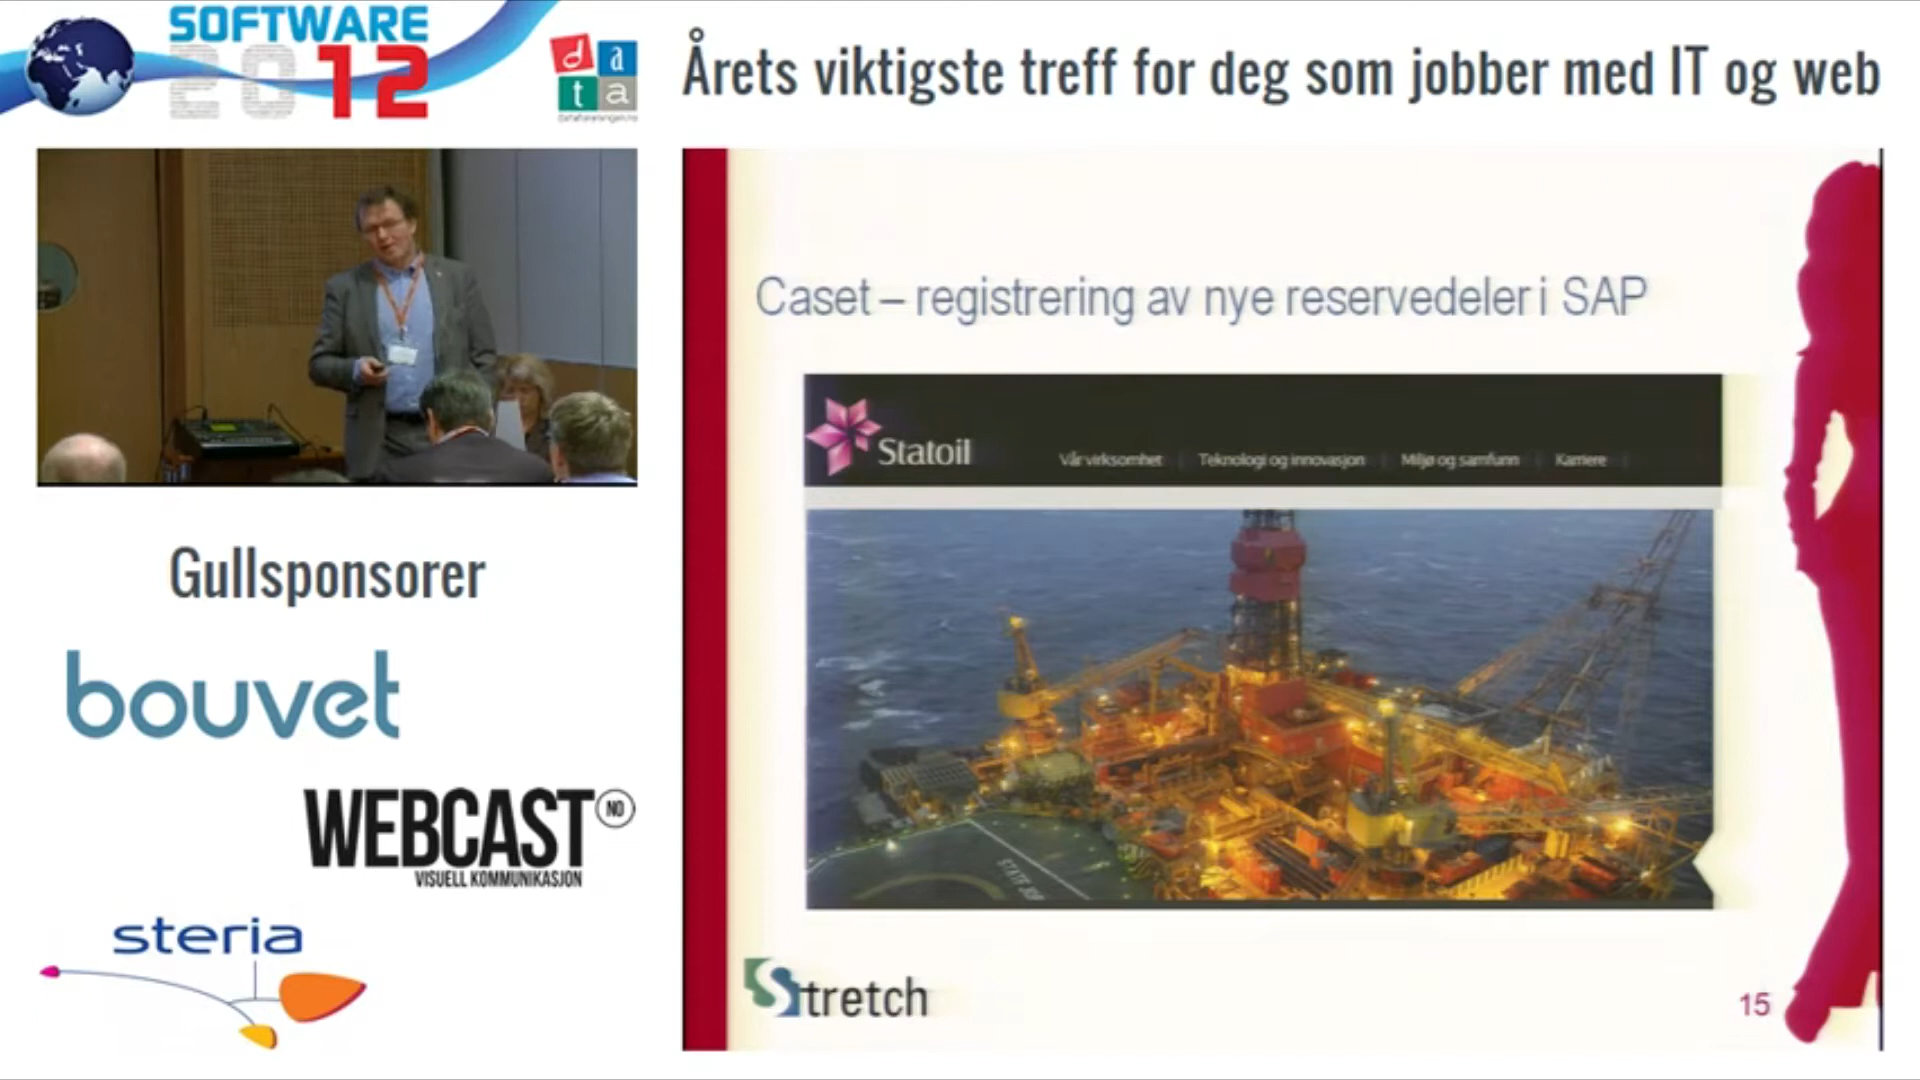 SOFTWARE
2012
data
Årets viktigste treff for deg som jobber med IT og web
Caset – registrering av nye reservedeler i SAP
Statoil
Vår virksomhet
Teknologi og innovasjon
Miljø og samfunn
Karriere
Gullsponsorer
bouvet
WEBCAST NO
VISUELL KOMMUNIKASJON
steria
Stretch
15